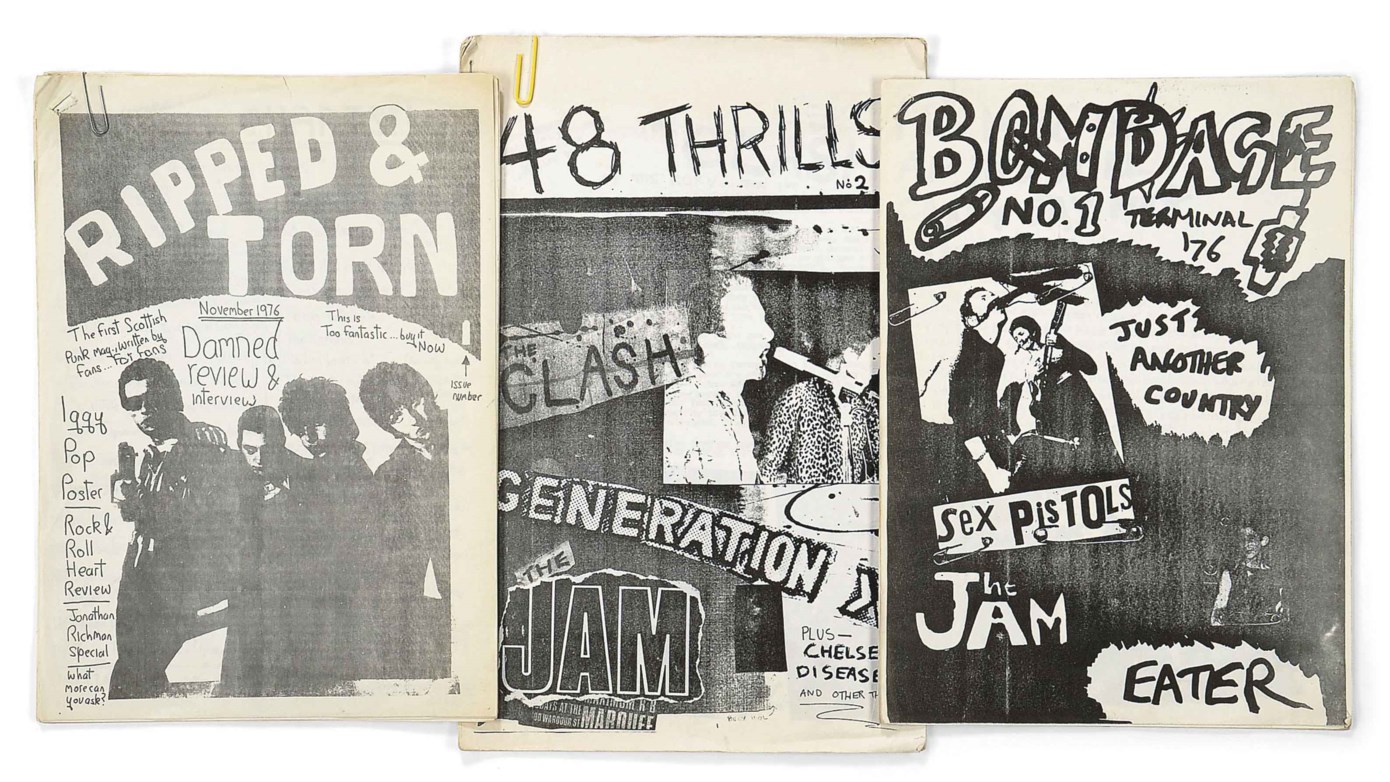 RIPPED &
TORN
November 1976
The first Scottish
Punk mag, written by
fans... for fans
Damned
review &
interview
This is
Too fantastic... buy it
Now
1
issue
number
Iggy
Pop
Poster
Rock &
Roll
Heart
Review
Jonathan
Richman
Special
what
more can
you ask?
48 THRILLS
No 2
THE
CLASH
GENERATION X
THE
JAM
MARQUEE
PLUS—
CHELSE
DISEASE
AND OTHER TH
BONDAGE
NO. 1
TERMINAL
'76
JUST
ANOTHER
COUNTRY
SEX PISTOLS
The
JAM
EATER